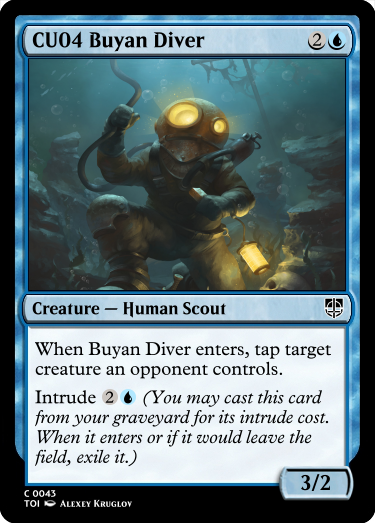 CU04 Buyan Diver 2
Creature — Human Scout
When Buyan Diver enters, tap target
creature an opponent controls.
Intrude 2 (You may cast this card
from your graveyard for its intrude cost.
When it enters or if it would leave the
field, exile it.)
3/2
C 0043
TOI Alexey Kruglov